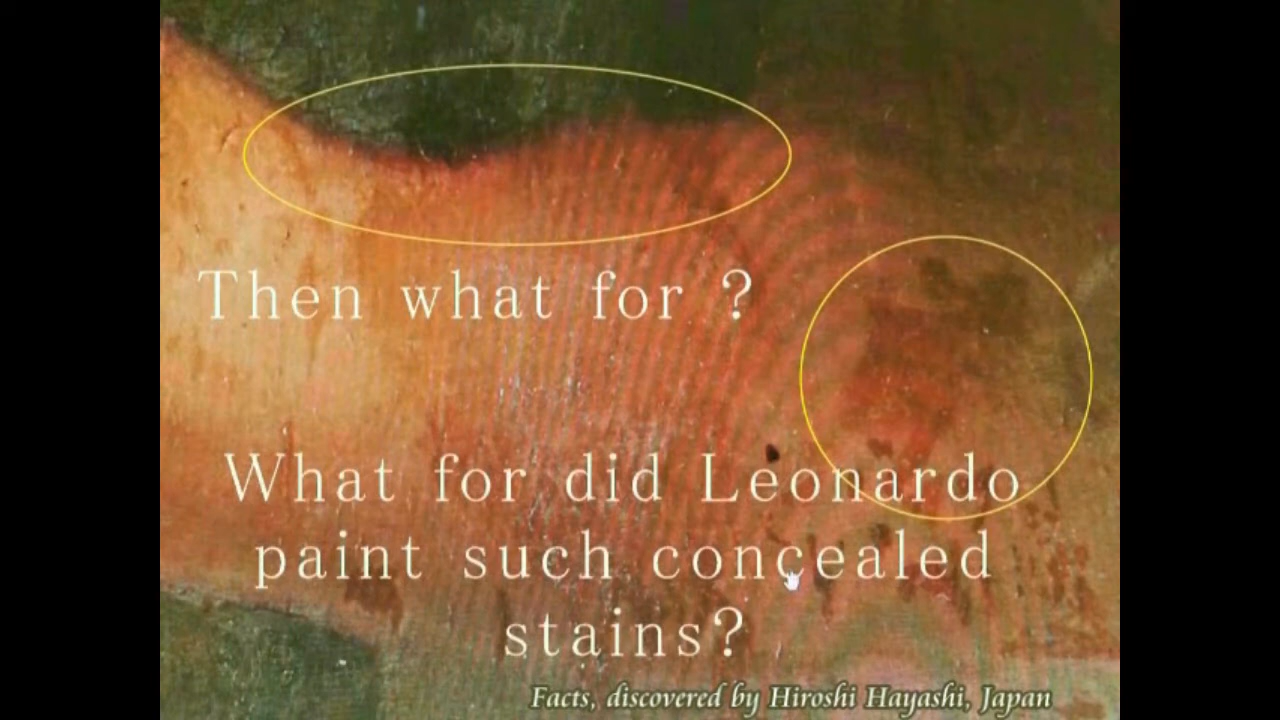 Then what for ?
What for did Leonardo
paint such concealed
stains?
Facts, discovered by Hiroshi Hayashi, Japan